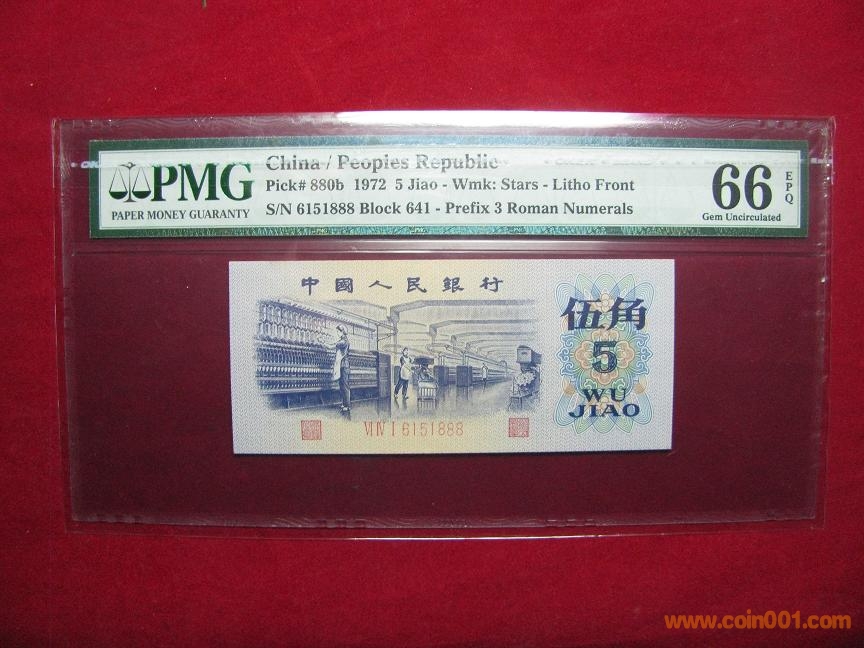 PMG
PAPER MONEY GUARANTY
China / Peoples Republic
Pick# 880b 1972 5 Jiao - Wmk: Stars - Litho Front
S/N 6151888 Block 641 - Prefix 3 Roman Numerals
66
Gem Uncirculated
EPQ
中國人民銀行
伍角
5
WU
JIAO
VI IV I 6151888
www.coin001.com